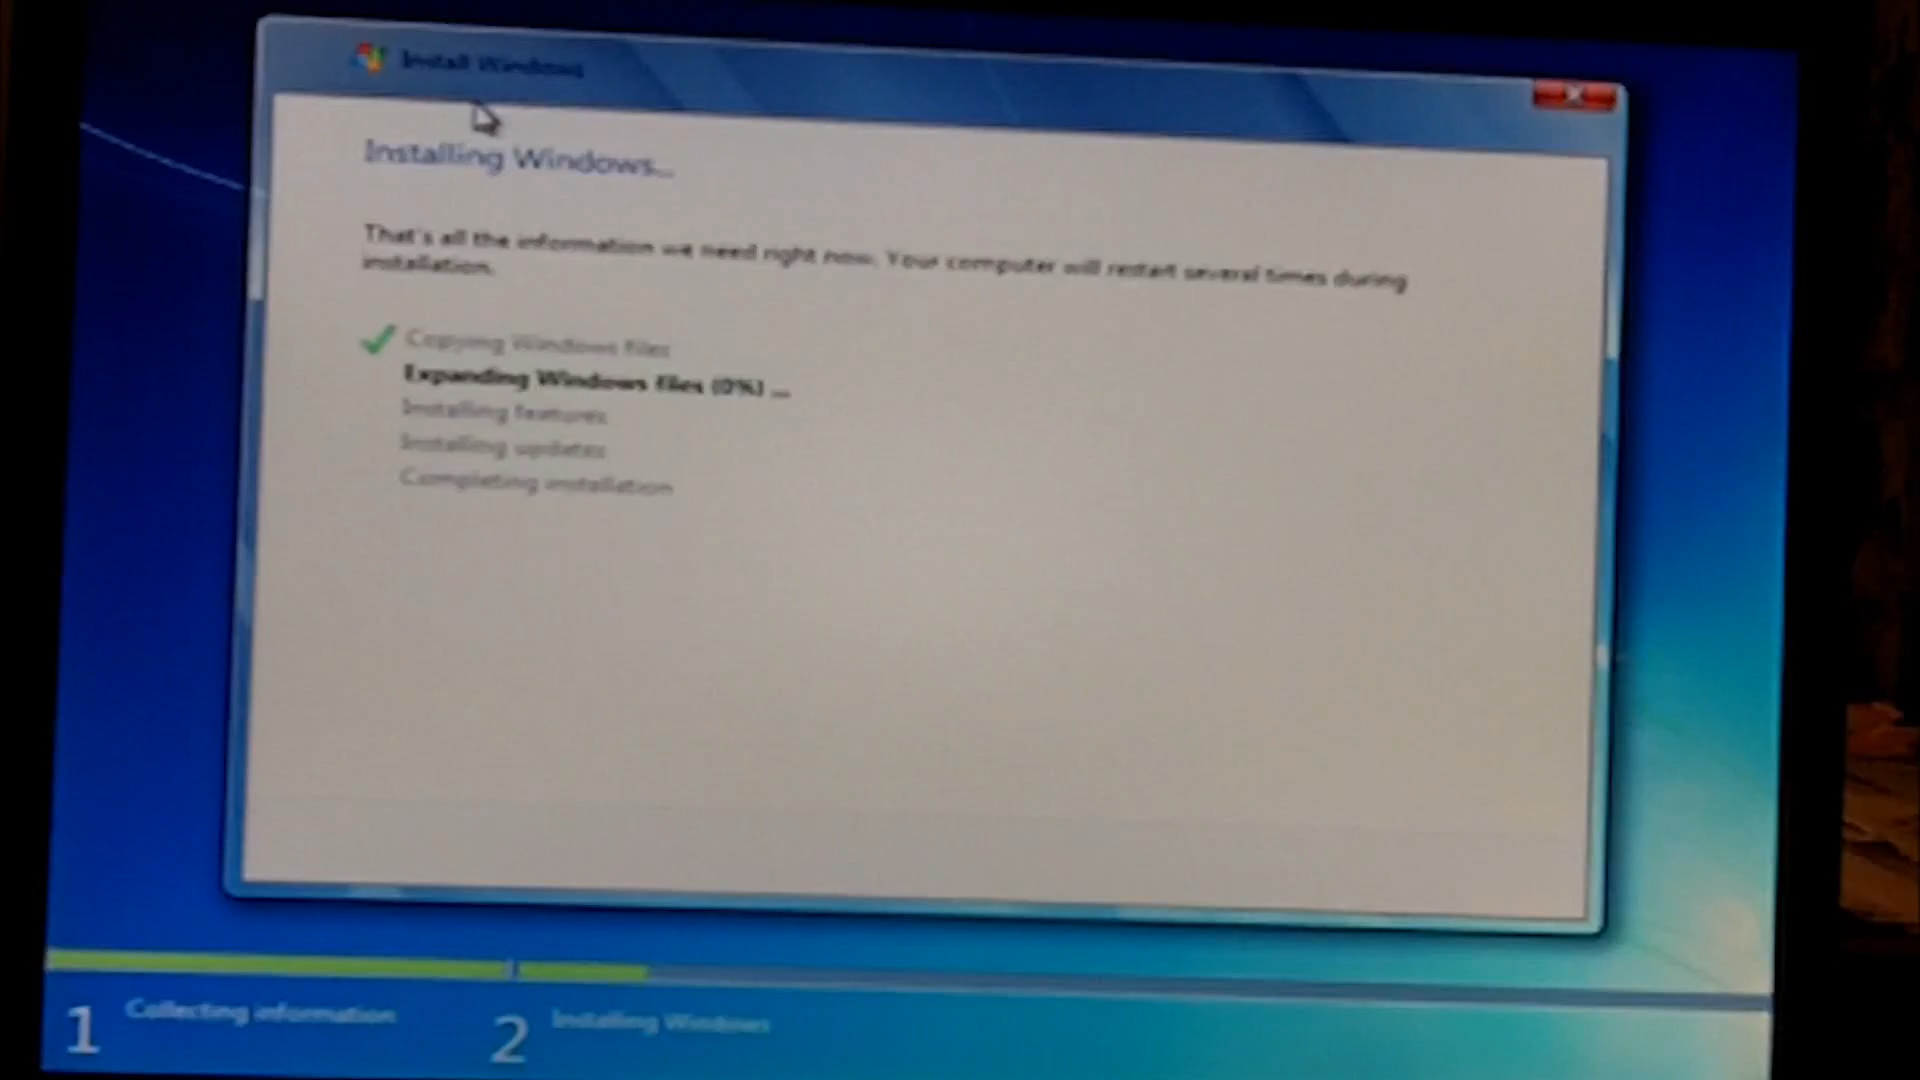 Install Windows
Installing Windows...
That's all the information we need right now. Your computer will restart several times during
installation.
Copying Windows files
Expanding Windows files (0%) ...
Installing features
Installing updates
Completing installation
1 Collecting information
2 Installing Windows